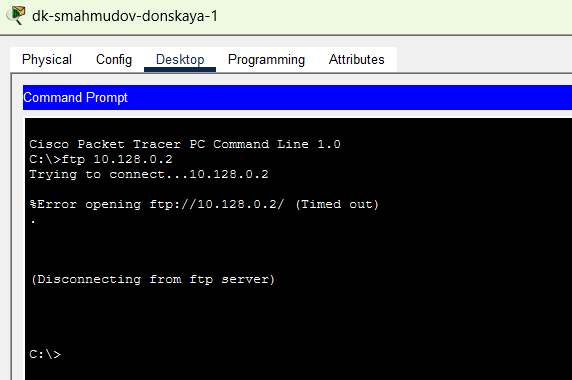 dk-smahmudov-donskaya-1
Physical Config Desktop Programming Attributes
Command Prompt
Cisco Packet Tracer PC Command Line 1.0
C:\>ftp 10.128.0.2
Trying to connect...10.128.0.2
%Error opening ftp://10.128.0.2/ (Timed out)
.
(Disconnecting from ftp server)
C:\>